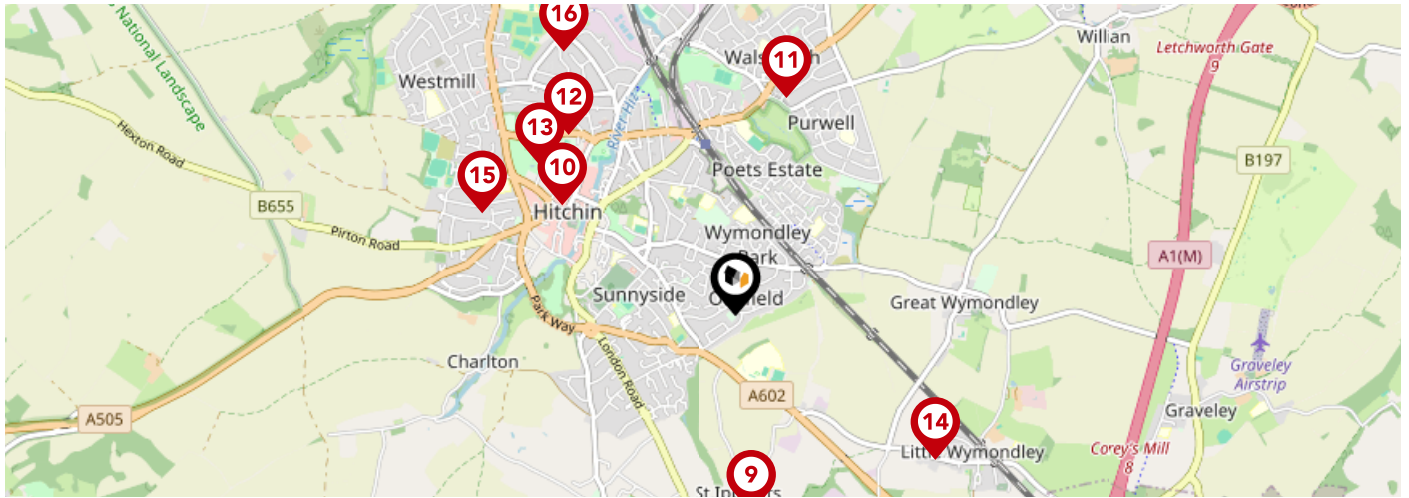 National Landscape
16
Willian
Letchworth Gate
9
11
Westmill
12
Hexton Road
13
River Hiz
Purwell
10
Poets Estate
B197
15
B655
Hitchin
Pirton Road
Wymondley
Park
A1(M)
Sunnyside
Great Wymondley
Park Way
London Road
Charlton
Graveley
Airstrip
A602
A505
14
Graveley
Little Wymondley
Corey's Mill
8
9